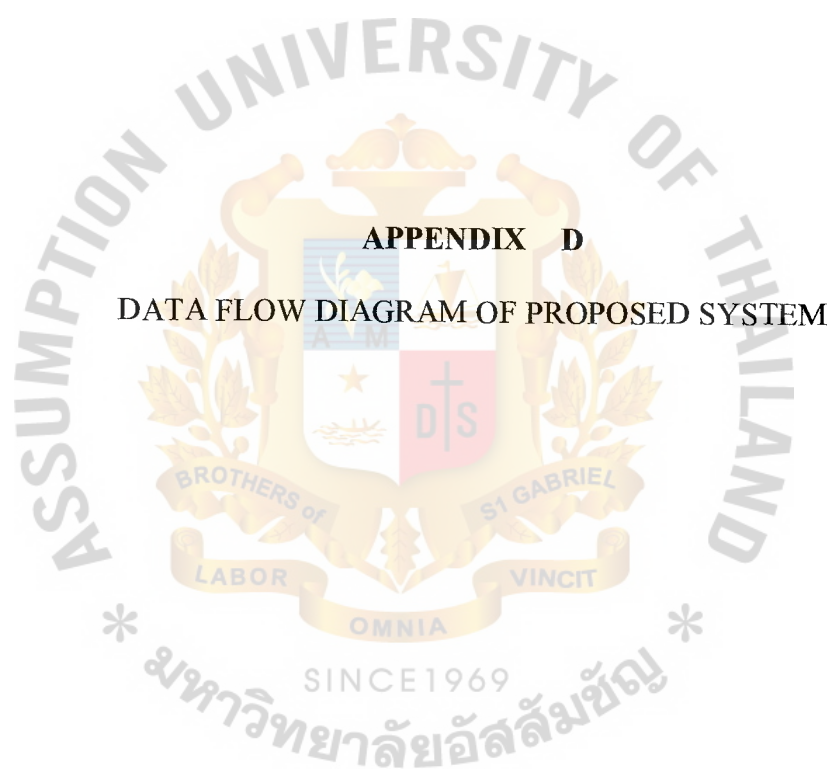 ASSUMPTION UNIVERSITY OF THAILAND
APPENDIX D
DATA FLOW DIAGRAM OF PROPOSED SYSTEM
A M
D S
BROTHERS of
ST GABRIEL
LABOR
VINCIT
OMNIA
SINCE1969
* มหาวิทยาลัยอัสสัมชัญ *